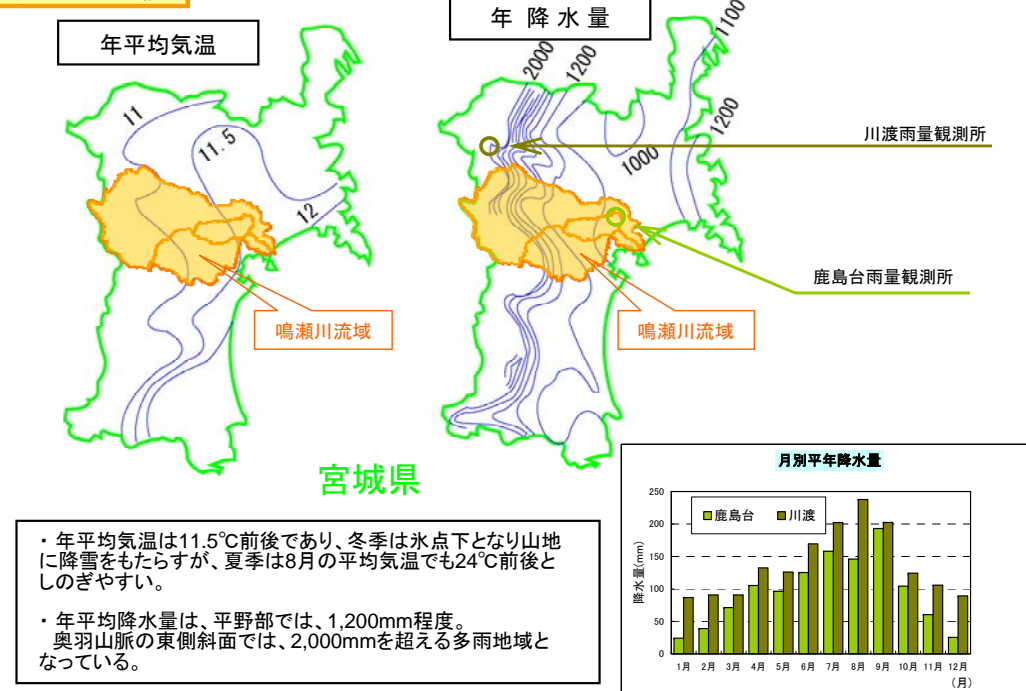 年平均気温
年 降 水 量
11
11.5
12
2000
1200
1100
1200
1000
川渡雨量観測所
鹿島台雨量観測所
鳴瀬川流域
鳴瀬川流域
宮城県
・ 年平均気温は11.5℃前後であり、冬季は氷点下となり山地
に降雪をもたらすが、夏季は8月の平均気温でも24℃前後と
しのぎやすい。
・ 年平均降水量は、平野部では、1,200mm程度。
奥羽山脈の東側斜面では、2,000mmを超える多雨地域と
なっている。
月別平年降水量
鹿島台 川渡
降水量(mm)
250
200
150
100
50
0
1月 2月 3月 4月 5月 6月 7月 8月 9月 10月 11月 12月
(月)